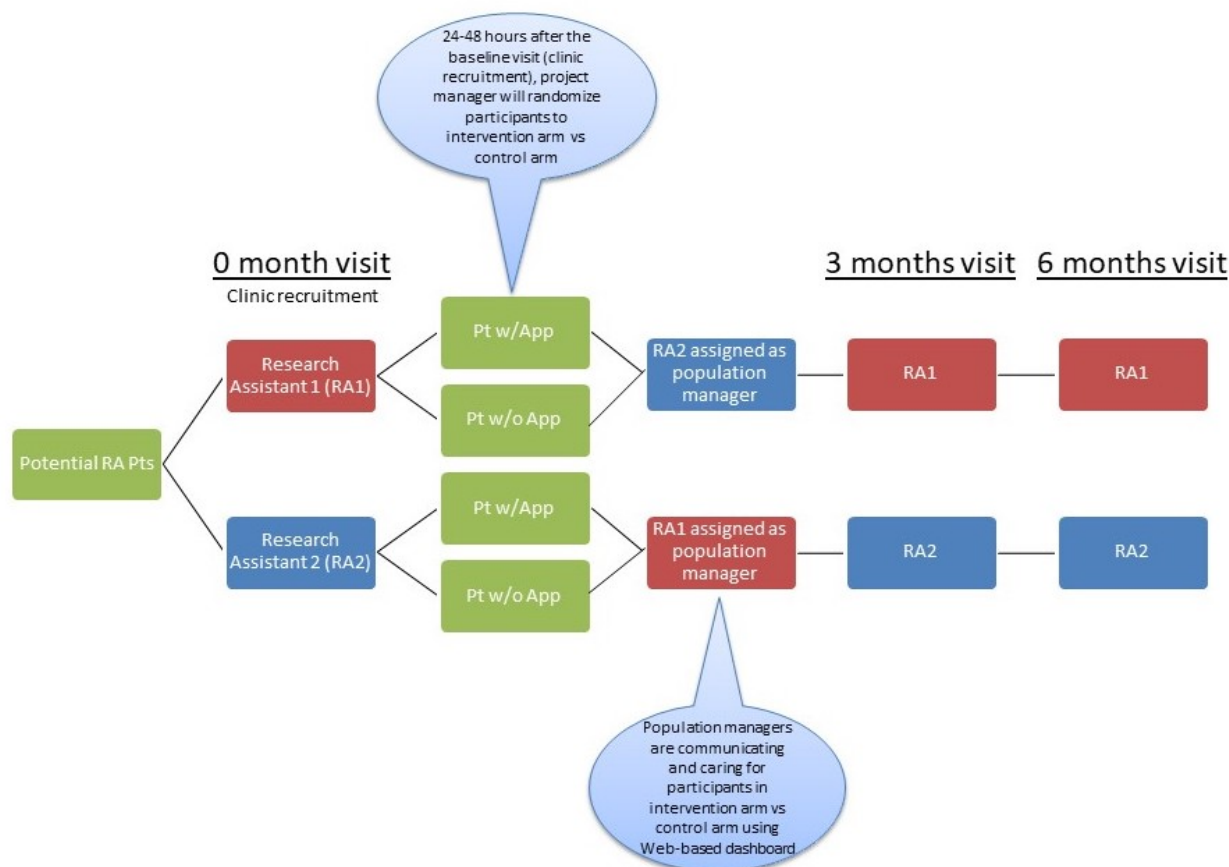 24-48 hours after the
baseline visit (clinic
recruitment), project
manager will randomize
participants to
intervention arm  vs
control arm
0 month visit
Clinic recruitment
3 months visit
6 months visit
Potential RA Pts
Research
Assistant 1 (RA1)
Pt w/App
Pt w/o App
RA2 assigned as
population
manager
RA1
RA1
Research
Assistant 2 (RA2)
Pt w/App
Pt w/o App
RA1 assigned as
population
manager
RA2
RA2
Population managers
are communicating
and caring for
participants in
intervention arm vs
control arm using
Web-based dashboard